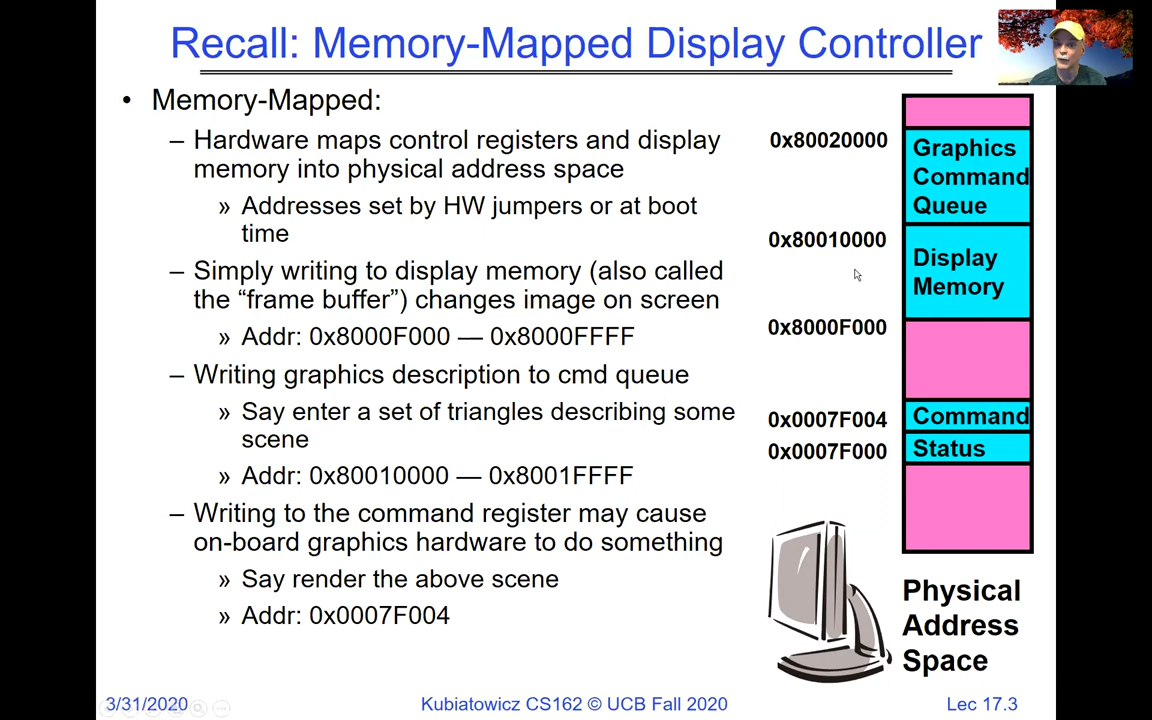 Recall: Memory-Mapped Display Controller
• Memory-Mapped:
– Hardware maps control registers and display
memory into physical address space
» Addresses set by HW jumpers or at boot
time
– Simply writing to display memory (also called
the “frame buffer”) changes image on screen
» Addr: 0x8000F000 — 0x8000FFFF
– Writing graphics description to cmd queue
» Say enter a set of triangles describing some
scene
» Addr: 0x80010000 — 0x8001FFFF
– Writing to the command register may cause
on-board graphics hardware to do something
» Say render the above scene
» Addr: 0x0007F004
0x80020000
Graphics
Command
Queue
0x80010000
Display
Memory
0x8000F000
0x0007F004
Command
0x0007F000
Status
Physical
Address
Space
3/31/2020
Kubiatowicz CS162 © UCB Fall 2020
Lec 17.3